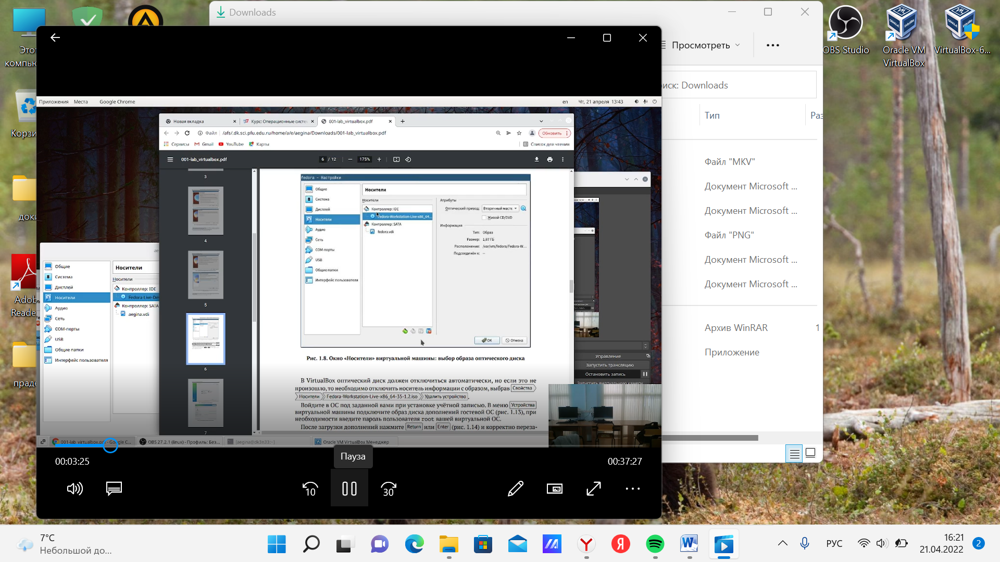 Downloads
Просмотреть
иск: Downloads
Тип
Раз
Файл "MKV"
Документ Microsoft ...
Документ Microsoft ...
Файл "PNG"
Документ Microsoft ...
Документ Microsoft ...
Архив WinRAR
1
Приложение
OBS Studio
Oracle VM
VirtualBox
VirtualBox-6...
Этот
компь
Корзи
доки
Adob
Reade
праде
Приложения Места Google Chrome
en Чт, 21 апреля 13:43
Новая вкладка
Курс: Операционные систе
001-lab_virtualbox.pdf
Файл /afs/.dk.sci.pfu.edu.ru/home/a/e/aegina/Downloads/001-lab_virtualbox.pdf
Обновить
Сервисы Gmail YouTube Карты
Список для чтения
001-lab_virtualbox.pdf
6 / 12
175%
3
4
5
6
7
fedora - Настройки
Общие
Система
Дисплей
Носители
Аудио
Сеть
COM-порты
USB
Общие папки
Интерфейс пользователя
Носители
Носители
Контроллер: IDE
Fedora-Workstation-Live-x86_64...
Контроллер: SATA
fedora.vdi
Атрибуты
Оптический привод: Вторичный масте
Живой CD/DVD
Информация
Тип: Образ
Размер: 1,87 ГБ
Расположение: /var/vm/fedora/Fedora-W...
Подсоединён к: --
OK
Отмена
Рис. 1.8. Окно «Носители» виртуальной машины: выбор образа оптического диска
В VirtualBox оптический диск должен отключиться автоматически, но если это не
произошло, то необходимо отключить носитель информации с образом, выбрав Свойства
Носители Fedora-Workstation-Live-x86_64-35-1.2.iso Удалить устройство .
Войдите в ОС под заданной вами при установке учётной записью. В меню Устройства
виртуальной машины подключите образ диска дополнений гостевой ОС (рис. 1.13), при
необходимости введите пароль пользователя root вашей виртуальной ОС.
После загрузки дополнений нажмите Return или Enter (рис. 1.14) и корректно переза-
Общие
Система
Дисплей
Носители
Аудио
Сеть
COM-порты
USB
Общие папки
Интерфейс пользователя
Носители
Носители
Контроллер: IDE
Fedora-Live-Des
Контроллер: SATA
aegina.vdi
Управление
Запустить трансляцию
Остановить запись
Запустить виртуальную камеру
001-lab_virtualbox.pdf - Google C...
OBS 27.2.1 (linux) - Профиль: Без...
[aegina@dk3n33:~]
Oracle VM VirtualBox Менеджер
Пауза
00:03:25
00:37:27
10
30
7°C
Небольшой до...
РУС
16:21
21.04.2022
2